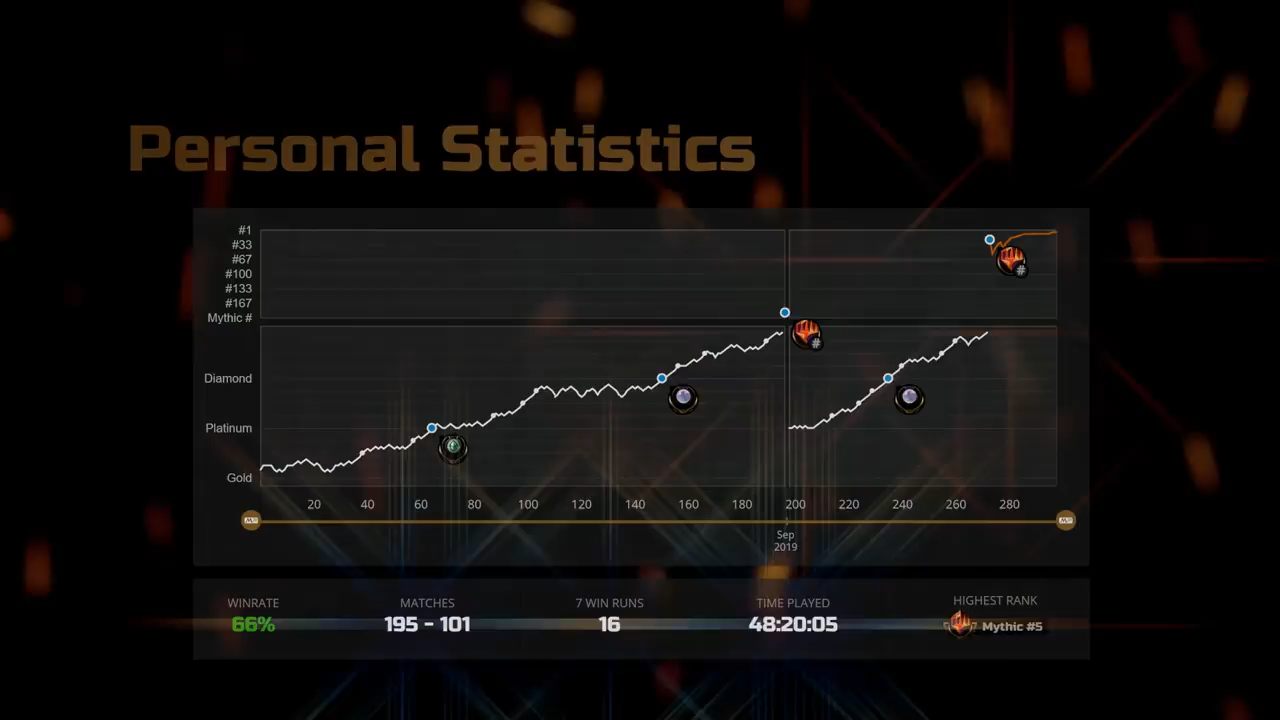 Personal Statistics
#1
#33
#67
#100
#133
#167
Mythic #
Diamond
Platinum
Gold
#
#
20 40 60 80 100 120 140 160 180 200 220 240 260 280
Sep
2019
WINRATE MATCHES 7 WIN RUNS TIME PLAYED HIGHEST RANK
66% 195 - 101 16 48:20:05 Mythic #5